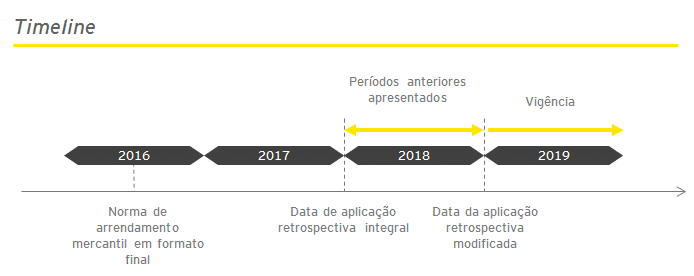 Timeline
Períodos anteriores
apresentados
Vigência
2016
2017
2018
2019
Norma de
arrendamento
mercantil em formato
final
Data de aplicação
retrospectiva integral
Data da aplicação
retrospectiva
modificada